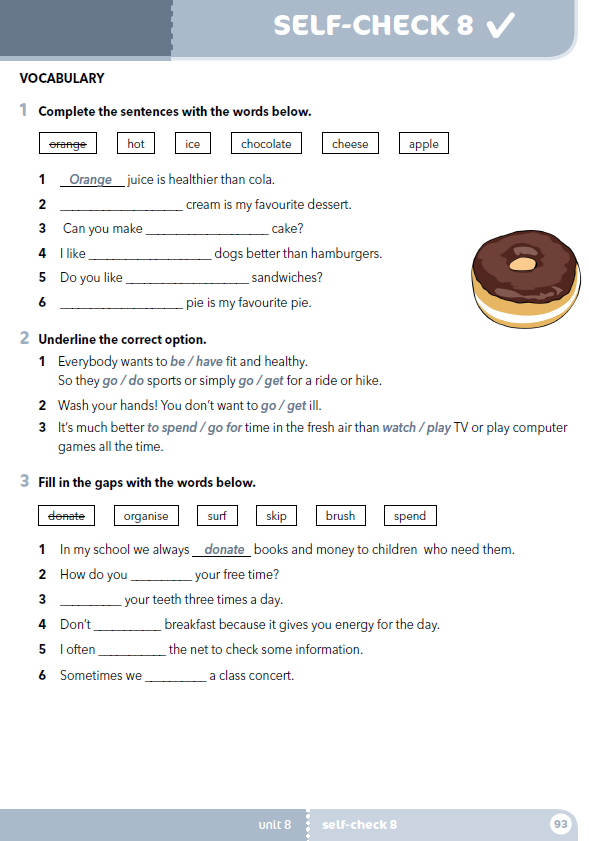 SELF-CHECK 8 ✓
VOCABULARY
1 Complete the sentences with the words below.
orange hot ice chocolate cheese apple
1 Orange juice is healthier than cola.
2 ____________________ cream is my favourite dessert.
3 Can you make ____________________ cake?
4 I like ____________________ dogs better than hamburgers.
5 Do you like ____________________ sandwiches?
6 ____________________ pie is my favourite pie.
2 Underline the correct option.
1 Everybody wants to be / have fit and healthy.
So they go / do sports or simply go / get for a ride or hike.
2 Wash your hands! You don't want to go / get ill.
3 It's much better to spend / go for time in the fresh air than watch / play TV or play computer
games all the time.
3 Fill in the gaps with the words below.
donate organise surf skip brush spend
1 In my school we always donate books and money to children who need them.
2 How do you __________ your free time?
3 __________ your teeth three times a day.
4 Don't ___________ breakfast because it gives you energy for the day.
5 I often ___________ the net to check some information.
6 Sometimes we __________ a class concert.
unit 8 self-check 8 93